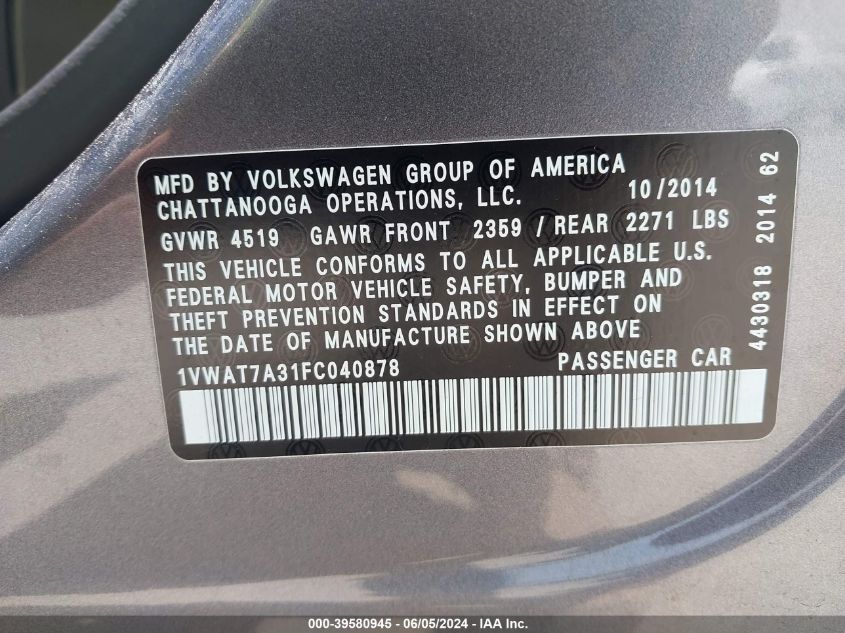 MFD BY VOLKSWAGEN GROUP OF AMERICA
CHATTANOOGA OPERATIONS, LLC. 10/2014
GVWR 4519 GAWR FRONT 2359 / REAR 2271 LBS
THIS VEHICLE CONFORMS TO ALL APPLICABLE U.S.
FEDERAL MOTOR VEHICLE SAFETY, BUMPER AND
THEFT PREVENTION STANDARDS IN EFFECT ON
THE DATE OF MANUFACTURE SHOWN ABOVE
1VWAT7A31FC040878 PASSENGER CAR
4430318 2014 62
000-39580945 - 06/05/2024 - IAA Inc.